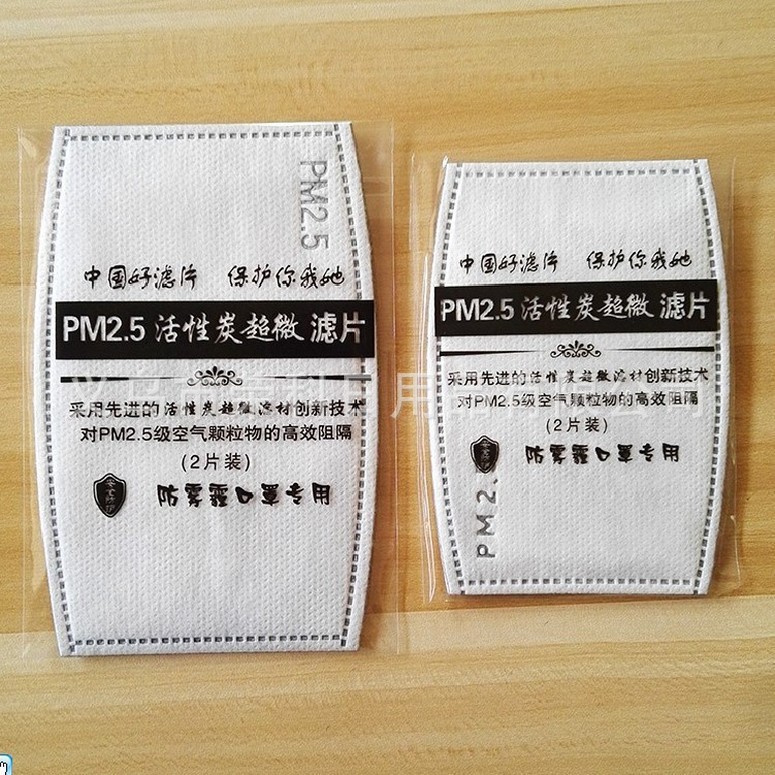 PM2.5
中国好滤片 保护你我她
PM2.5 活性炭超微 滤片
采用先进的活性炭超微滤材创新技术
对PM2.5级空气颗粒物的高效阻隔
(2片装)
防雾霾口罩专用
中国好滤片 保护你我她
PM2.5 活性炭超微 滤片
采用先进的活性炭超微滤材创新技术
对PM2.5级空气颗粒物的高效阻隔
(2片装)
防雾霾口罩专用
PM2.